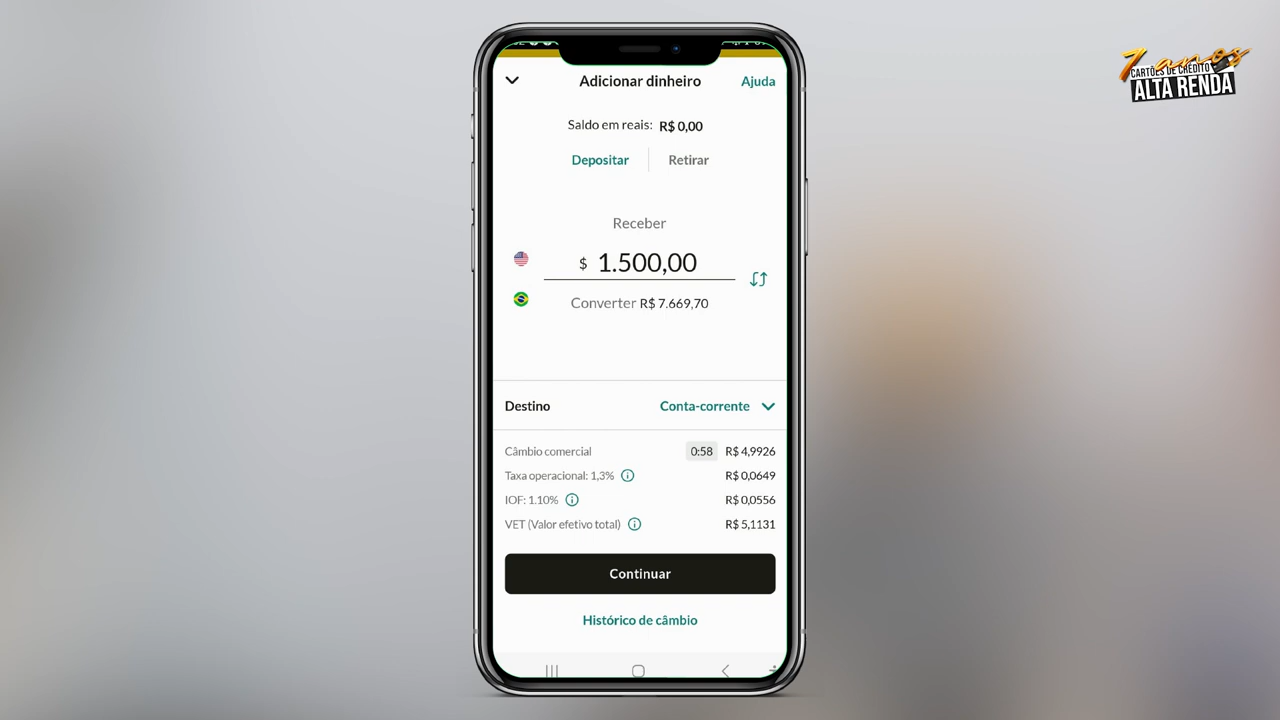 7 anos
CARTÕES DE CRÉDITO
ALTA RENDA
Adicionar dinheiro Ajuda
Saldo em reais: R$ 0,00
Depositar Retirar
Receber
$ 1.500,00
Converter R$ 7.669,70
Destino Conta-corrente
Câmbio comercial 0:58 R$ 4,9926
Taxa operacional: 1,3% R$ 0,0649
IOF: 1.10% R$ 0,0556
VET (Valor efetivo total) R$ 5,1131
Continuar
Histórico de câmbio